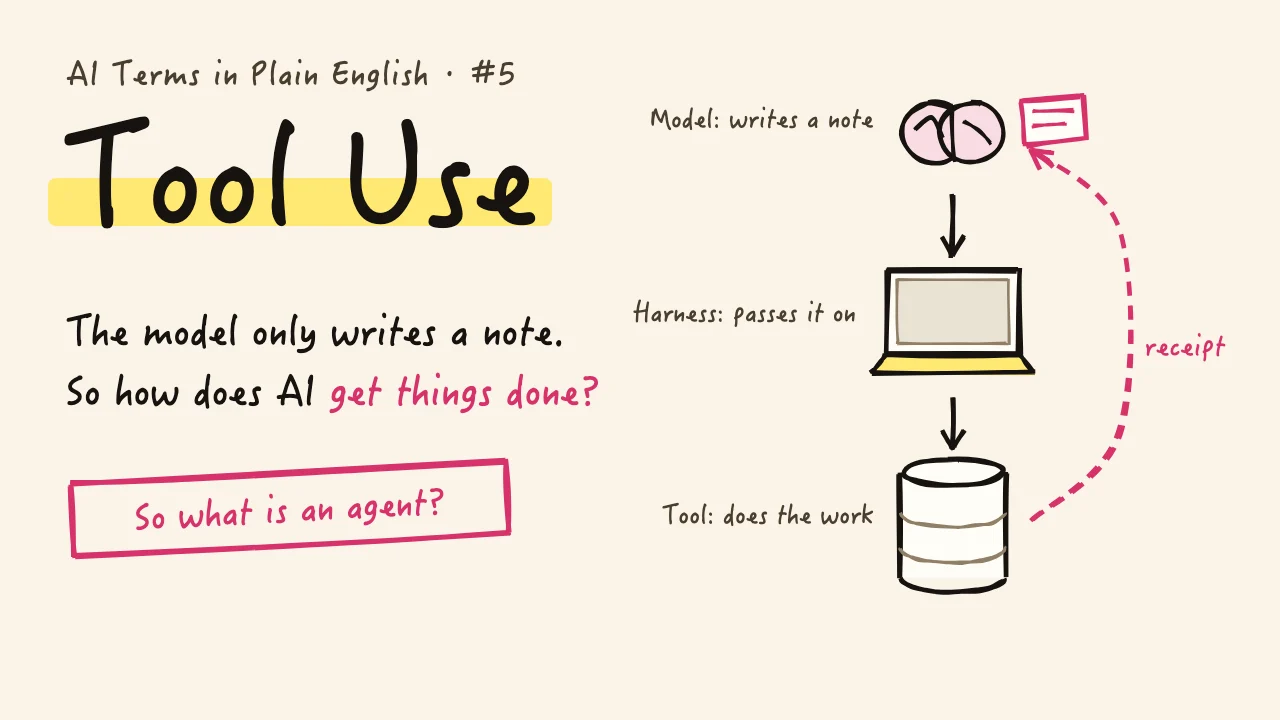 AI Terms in Plain English · #5
Tool Use
The model only writes a note.
So how does AI get things done?
So what is an agent?
Model: writes a note
Harness: passes it on
receipt
Tool: does the work